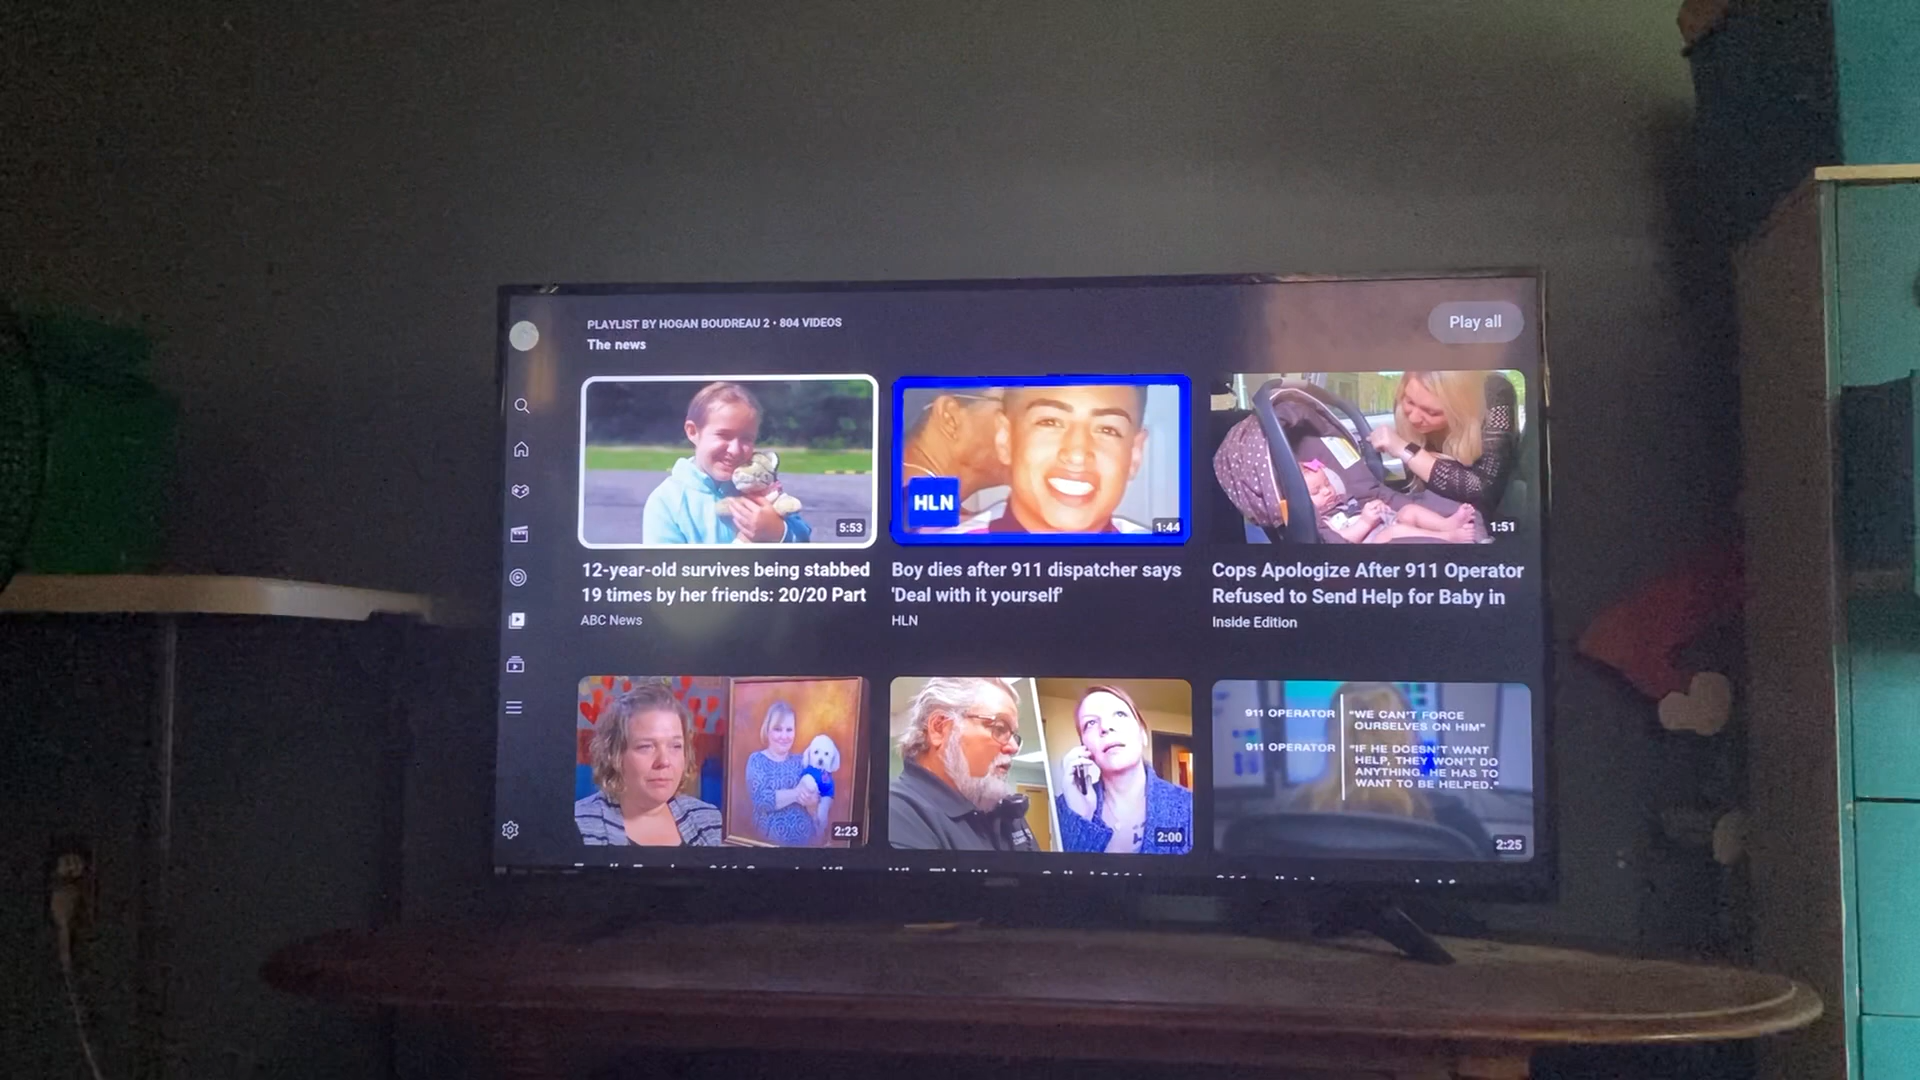 PLAYLIST BY HOGAN BOUDREAU 2 • 804 VIDEOS
The news
Play all
5:53
HLN
1:44
1:51
12-year-old survives being stabbed
19 times by her friends: 20/20 Part
ABC News
Boy dies after 911 dispatcher says
'Deal with it yourself'
HLN
Cops Apologize After 911 Operator
Refused to Send Help for Baby in
Inside Edition
2:23
2:00
911 OPERATOR "WE CAN'T FORCE
OURSELVES ON HIM"
911 OPERATOR "IF HE DOESN'T WANT
HELP, THEY WON'T DO
ANYTHING. HE HAS TO
WANT TO BE HELPED."
2:25